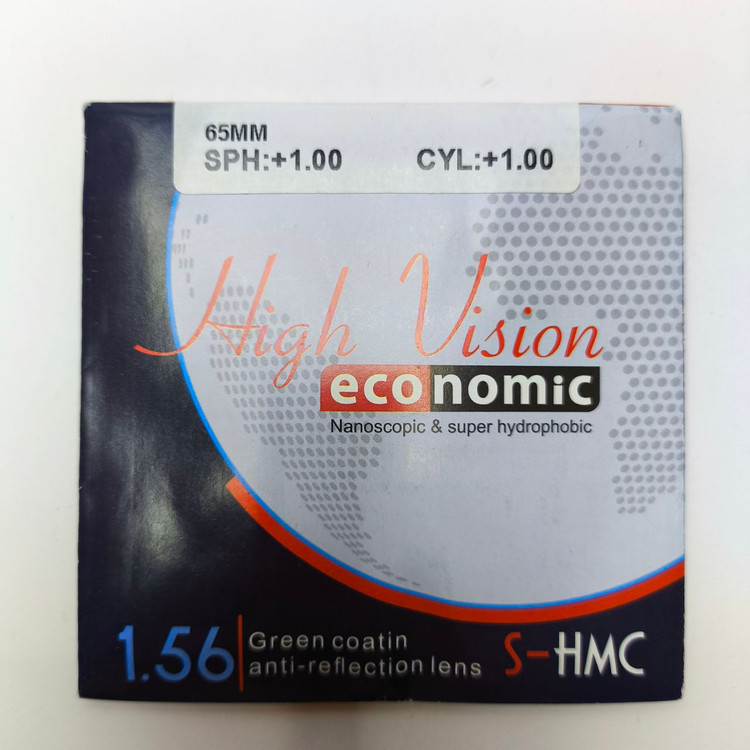 65MM
SPH:+1.00 CYL:+1.00
High Vision
economic
Nanoscopic & super hydrophobic
1.56 Green coatin
anti-reflection lens
S-HMC